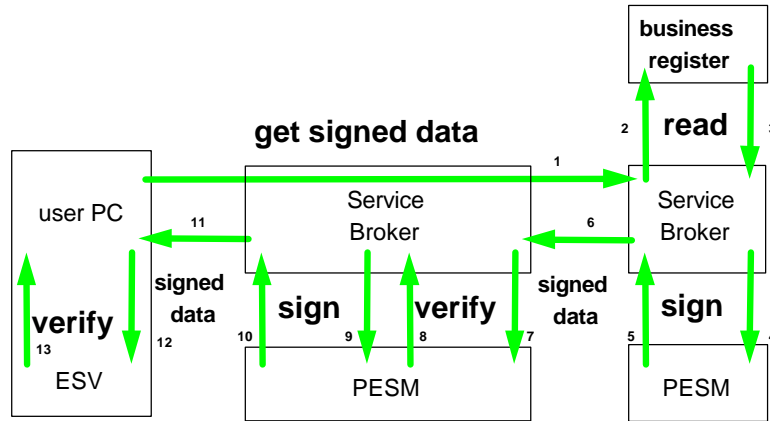 business
register
get signed data
2
read
3
1
user PC
Service
Broker
Service
Broker
11
6
signed
data
sign
verify
signed
data
sign
verify
13
12
10
9
8
7
5
ESV
PESM
PESM